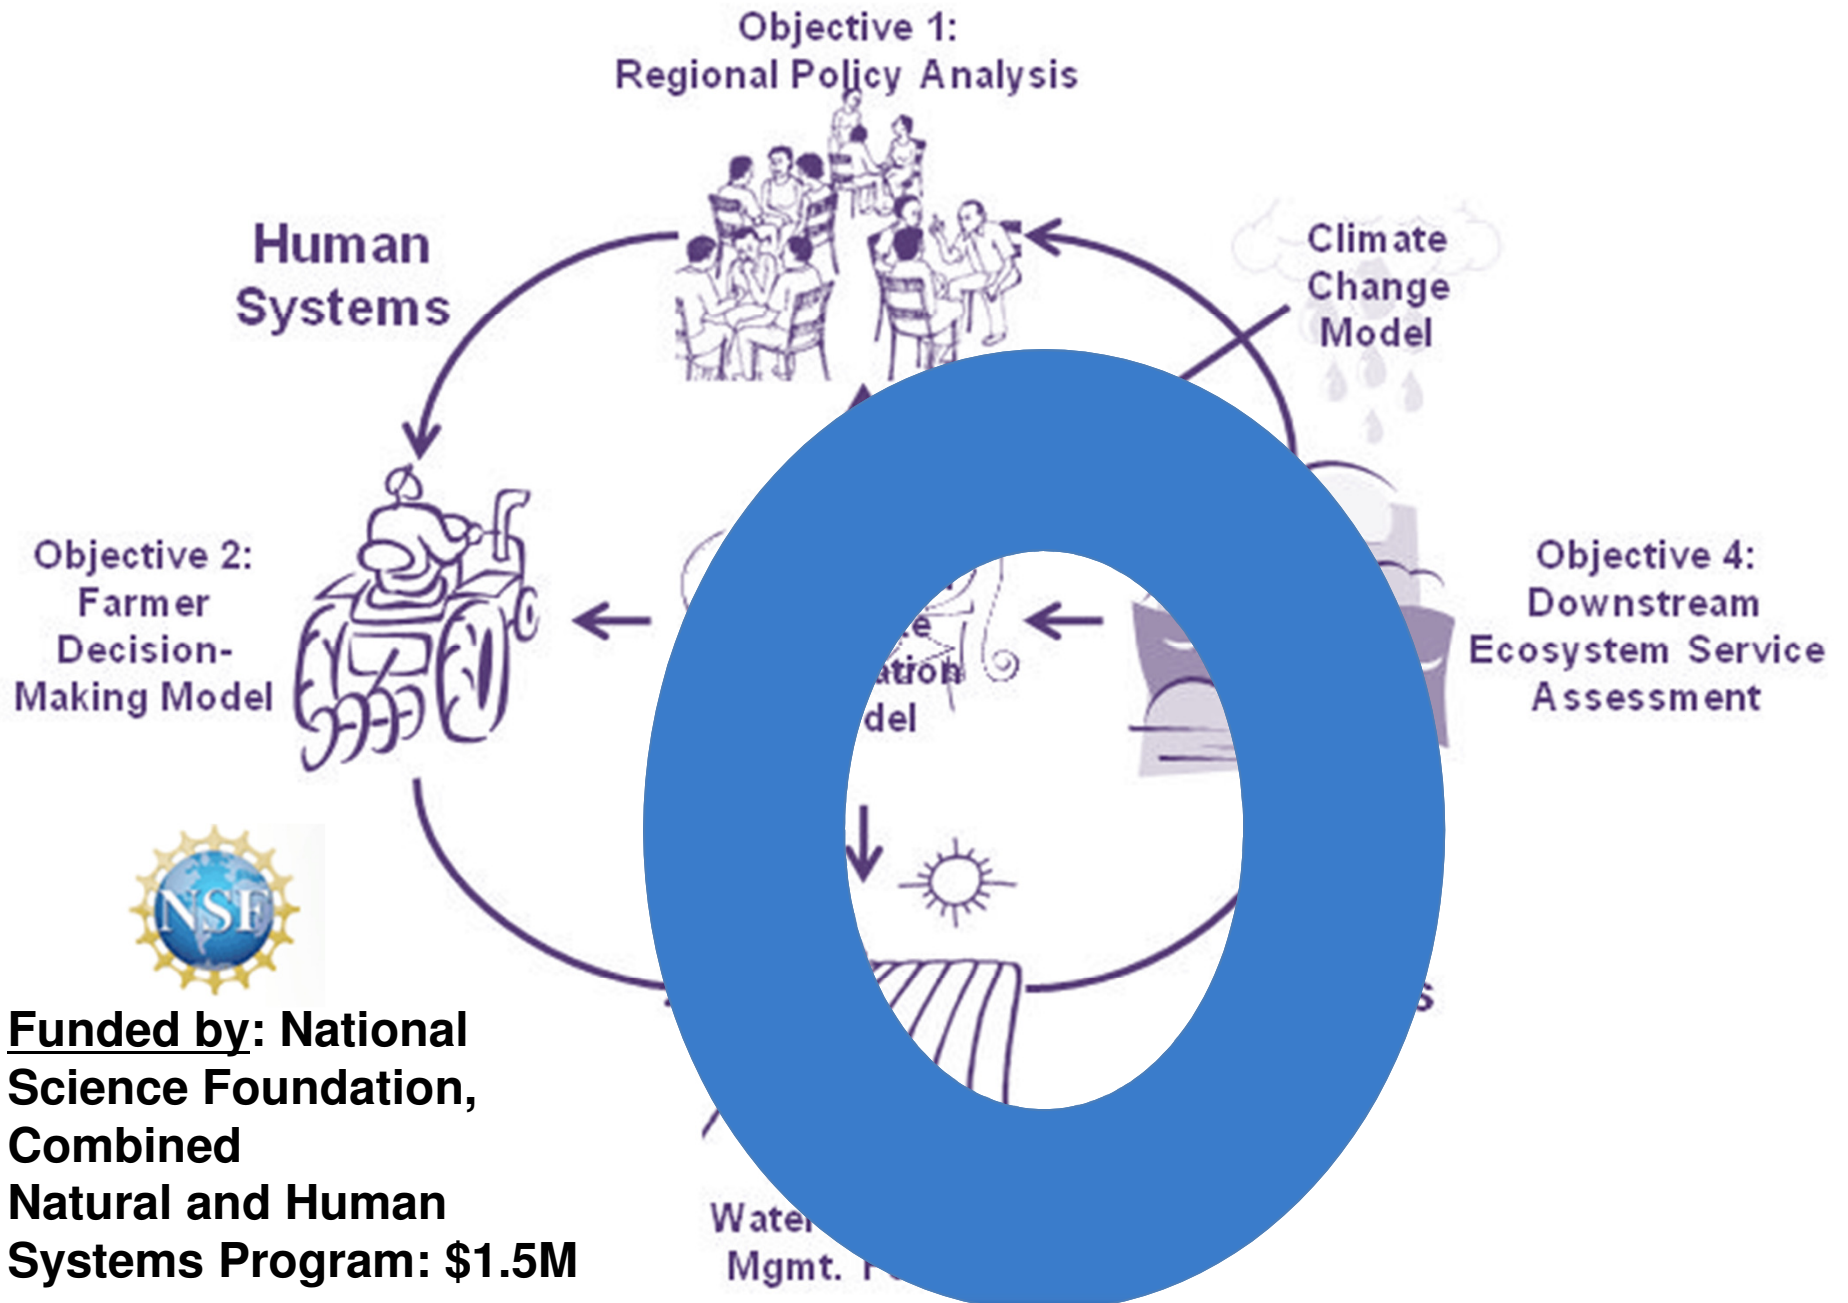 Objective 1:
Regional Policy Analysis
Human
Systems
Climate
Change
Model
Objective 2:
Farmer
Decision-
Making Model
Objective 4:
Downstream
Ecosystem Service
Assessment
NSF
Funded by: National
Science Foundation,
Combined
Natural and Human
Systems Program: $1.5M
Mgmt.